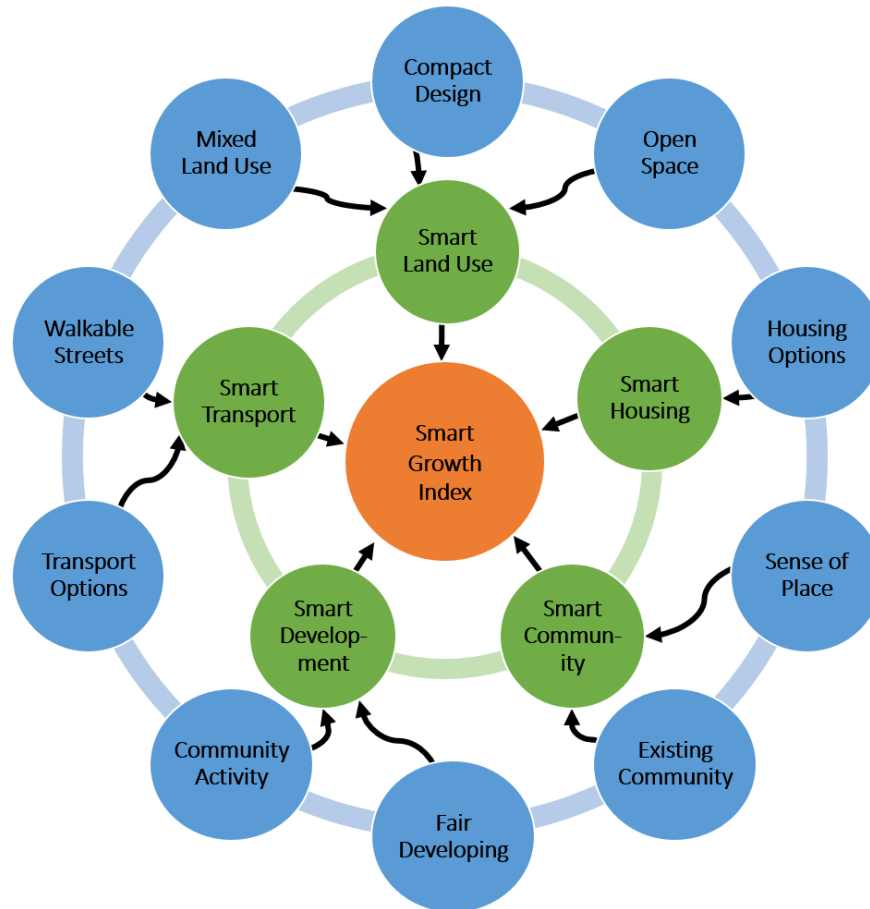 Compact
Design
Mixed
Land Use
Open
Space
Smart
Land Use
Walkable
Streets
Housing
Options
Smart
Transport
Smart
Housing
Smart
Growth
Index
Transport
Options
Sense of
Place
Smart
Develop-
ment
Smart
Commun-
ity
Community
Activity
Existing
Community
Fair
Developing